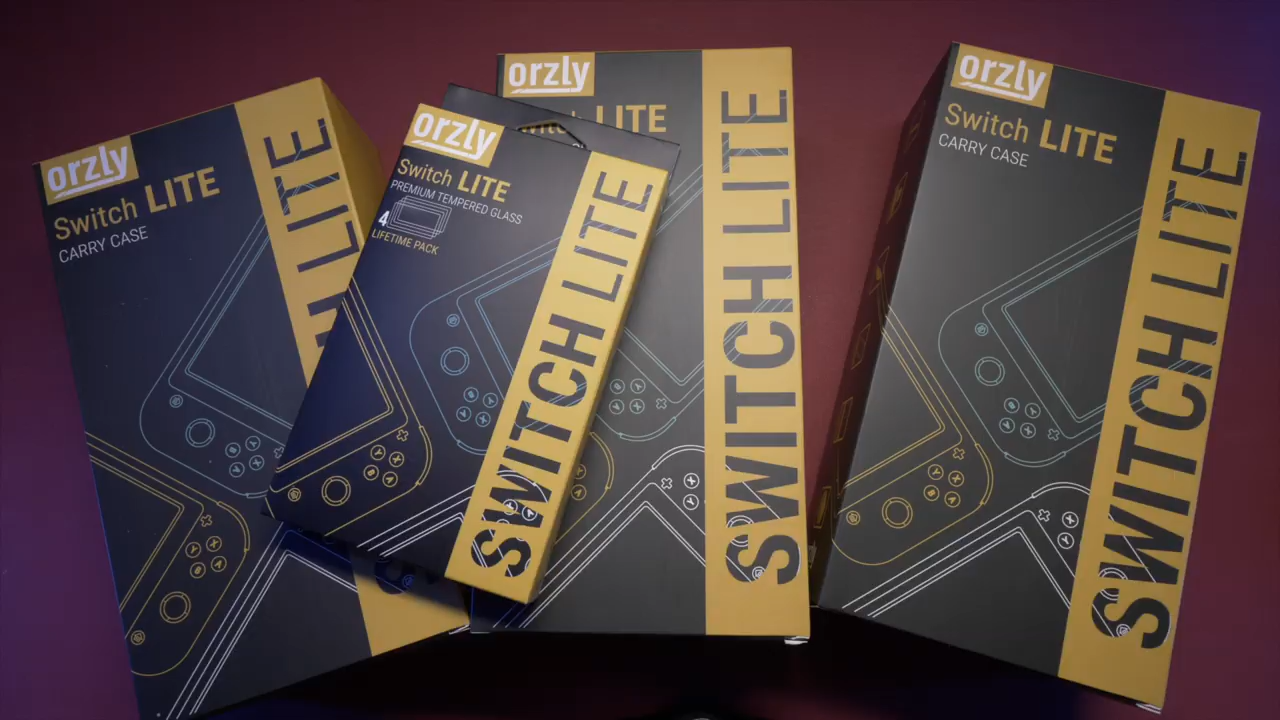 orzly
Switch LITE
CARRY CASE
LITE
orzly
Switch LITE
PREMIUM TEMPERED GLASS
4
LIFETIME PACK
SWITCH LITE
orzly
Switch LITE
SWITCH LITE
orzly
Switch LITE
CARRY CASE
SWITCH LITE